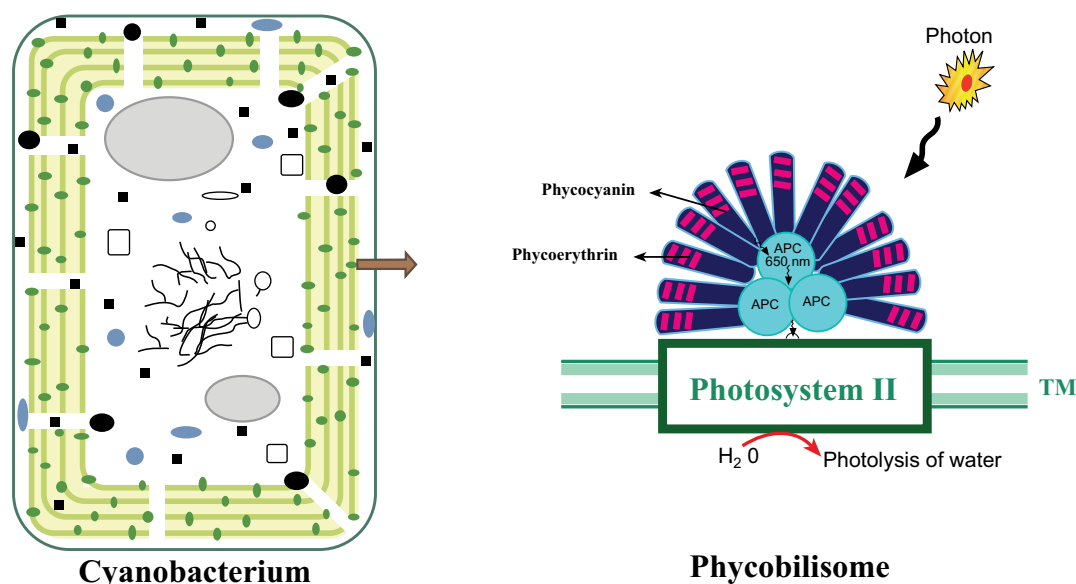 Photon
Phycocyanin
Phycoerythrin
APC
650 nm
APC
APC
Photosystem II
TM
H₂ 0
Photolysis of water
Cyanobacterium
Phycobilisome